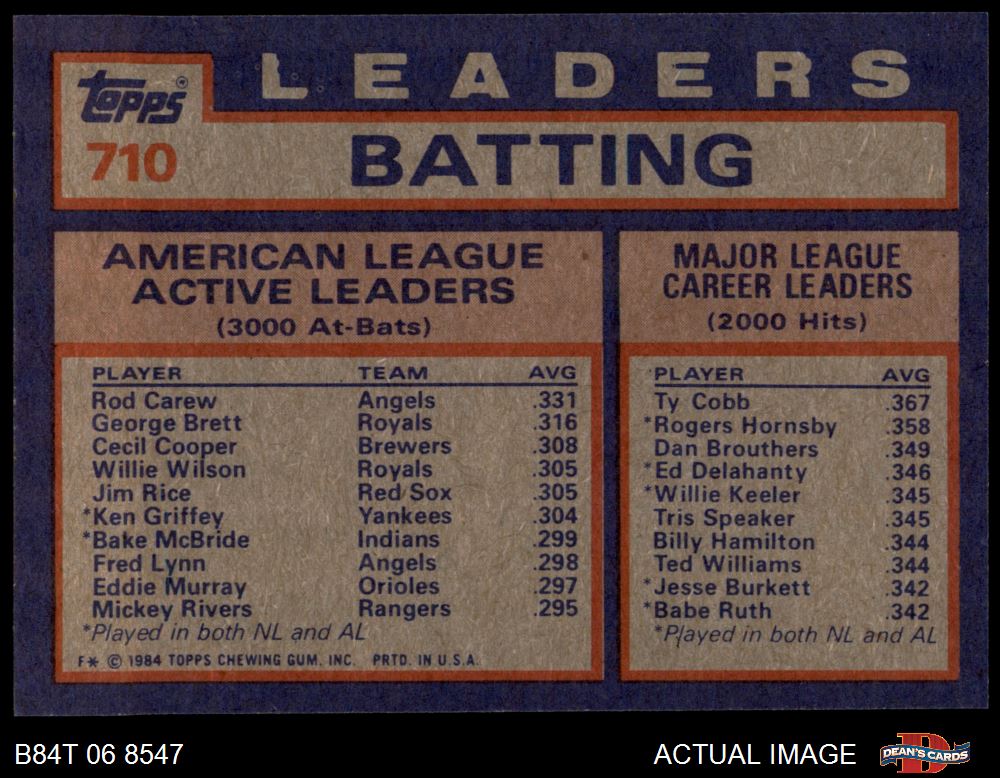 LEADERS
topps®
710
BATTING
AMERICAN LEAGUE
ACTIVE LEADERS
(3000 At-Bats)
PLAYER TEAM AVG
Rod Carew Angels .331
George Brett Royals .316
Cecil Cooper Brewers .308
Willie Wilson Royals .305
Jim Rice Red Sox .305
*Ken Griffey Yankees .304
*Bake McBride Indians .299
Fred Lynn Angels .298
Eddie Murray Orioles .297
Mickey Rivers Rangers .295
*Played in both NL and AL
F* © 1984 TOPPS CHEWING GUM, INC. PRTD. IN U.S.A.
MAJOR LEAGUE
CAREER LEADERS
(2000 Hits)
PLAYER AVG
Ty Cobb .367
*Rogers Hornsby .358
Dan Brouthers .349
*Ed Delahanty .346
*Willie Keeler .345
Tris Speaker .345
Billy Hamilton .344
Ted Williams .344
*Jesse Burkett .342
*Babe Ruth .342
*Played in both NL and AL
B84T 06 8547
ACTUAL IMAGE
DEAN'S CARDS